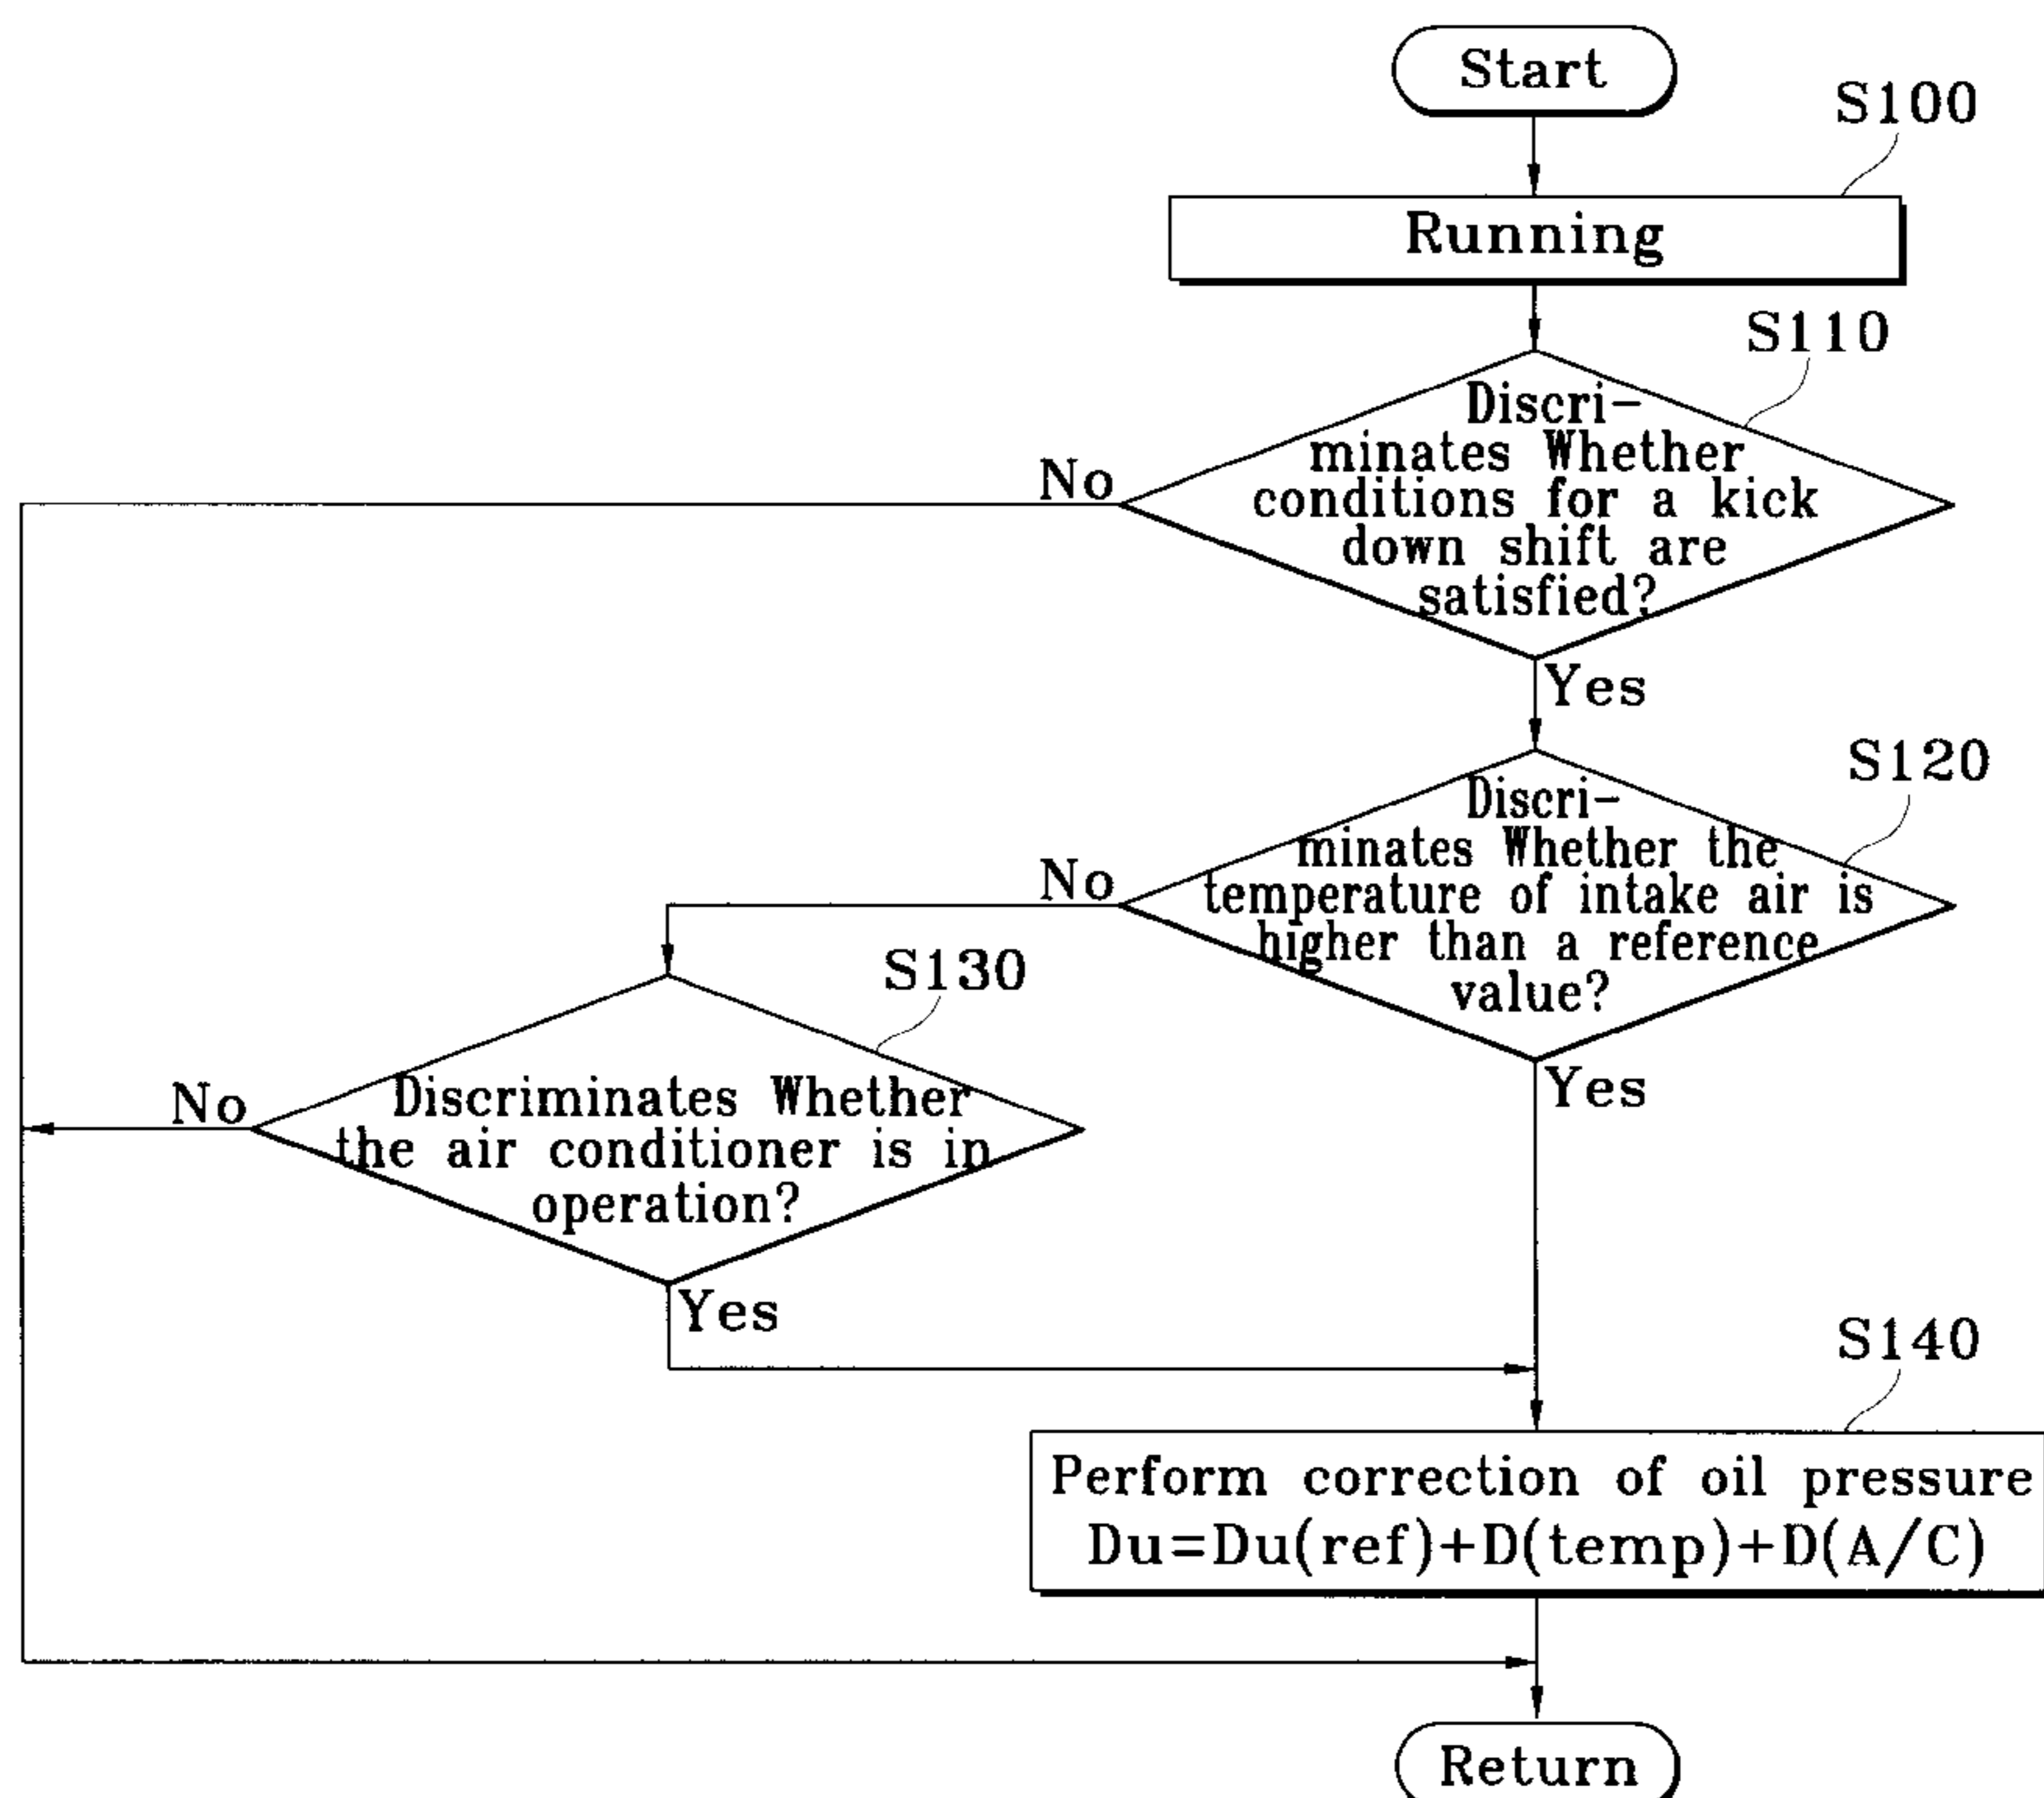 Start
S100
Running
S110
Discri-
minates Whether
conditions for a kick
down shift are
satisfied?
No
Yes
S120
Discri-
minates Whether the
temperature of intake air is
higher than a reference
value?
No
Yes
S130
Discriminates Whether
the air conditioner is in
operation?
No
Yes
S140
Perform correction of oil pressure
Du=Du(ref)+D(temp)+D(A/C)
Return